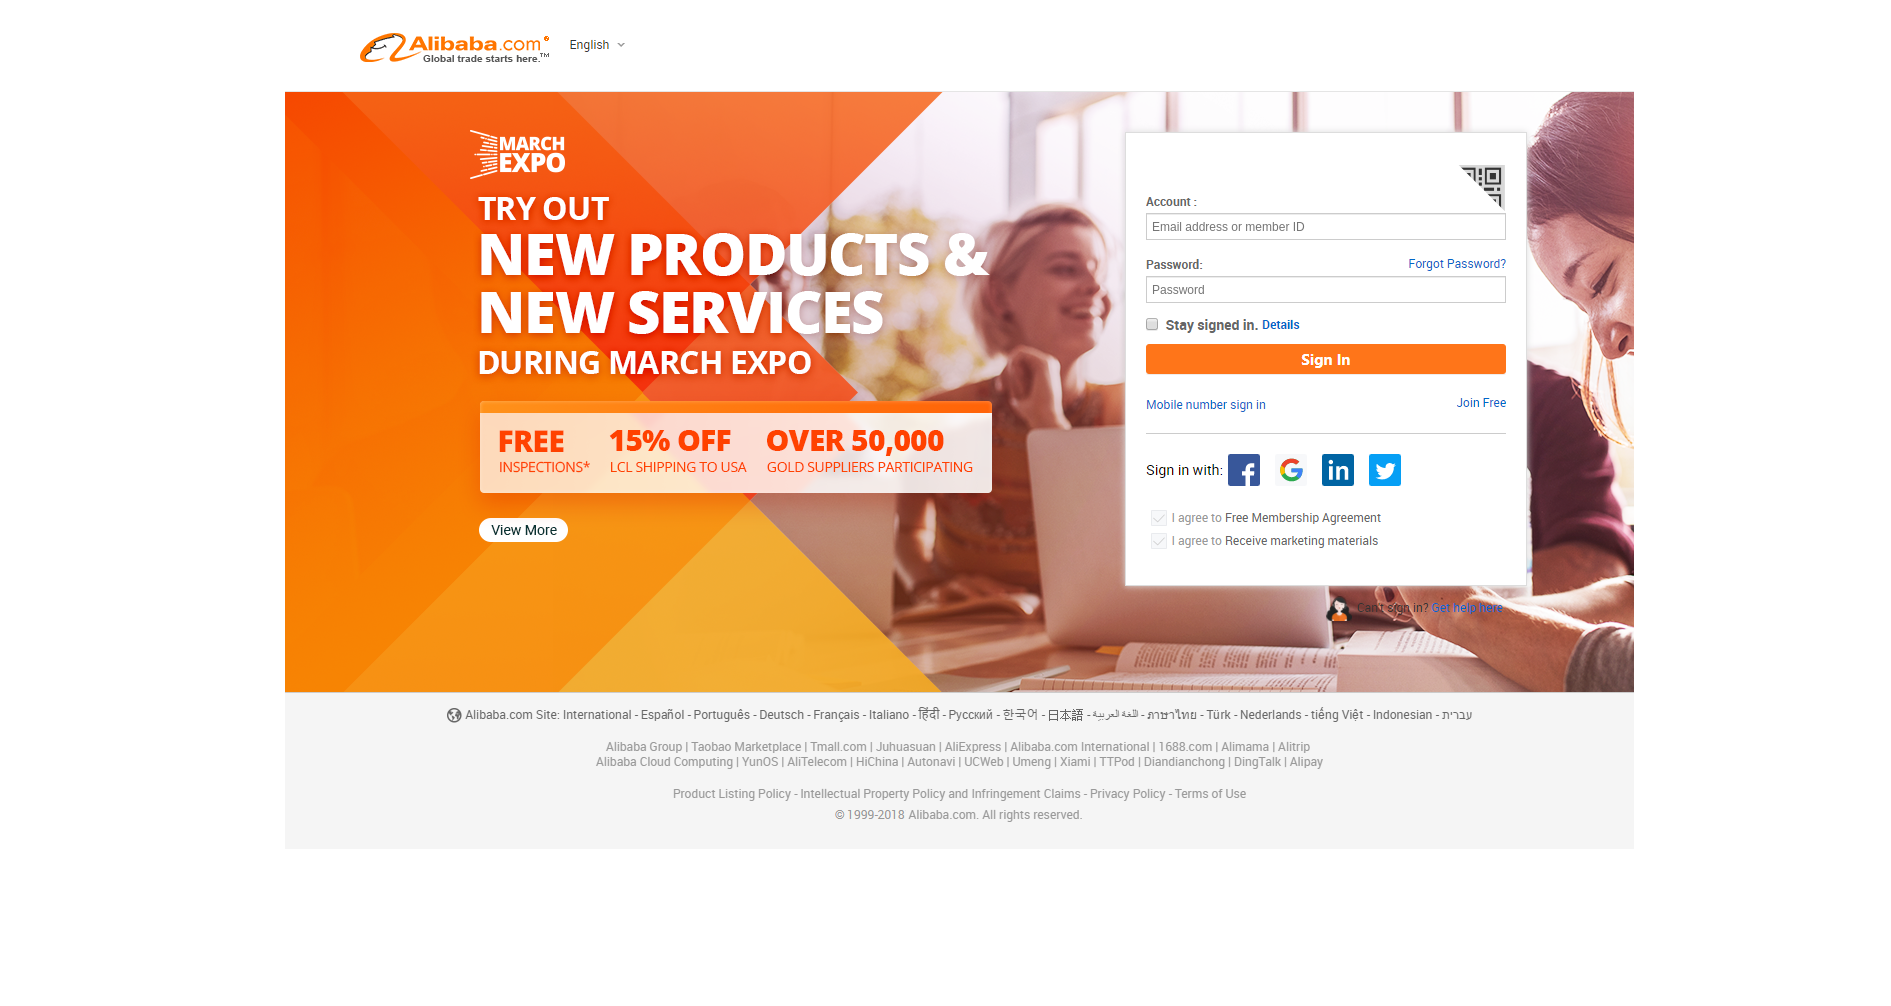 Alibaba.com
Global trade starts here.™
English
MARCH
EXPO
TRY OUT
NEW PRODUCTS &
NEW SERVICES
DURING MARCH EXPO
FREE
INSPECTIONS*
15% OFF
LCL SHIPPING TO USA
OVER 50,000
GOLD SUPPLIERS PARTICIPATING
View More
Account :
Email address or member ID
Password:
Forgot Password?
Password
Stay signed in. Details
Sign In
Mobile number sign in
Join Free
Sign in with:
I agree to Free Membership Agreement
I agree to Receive marketing materials
Can't sign in? Get help here
Alibaba.com Site: International - Español - Português - Deutsch - Français - Italiano - हिंदी - Русский - 한국어 - 日本語 - اللغة العربية - ภาษาไทย - Türk - Nederlands - tiếng Việt - Indonesian - עברית
Alibaba Group | Taobao Marketplace | Tmall.com | Juhuasuan | AliExpress | Alibaba.com International | 1688.com | Alimama | Alitrip
Alibaba Cloud Computing | YunOS | AliTelecom | HiChina | Autonavi | UCWeb | Umeng | Xiami | TTPod | Diandianchong | DingTalk | Alipay
Product Listing Policy - Intellectual Property Policy and Infringement Claims - Privacy Policy - Terms of Use
© 1999-2018 Alibaba.com. All rights reserved.